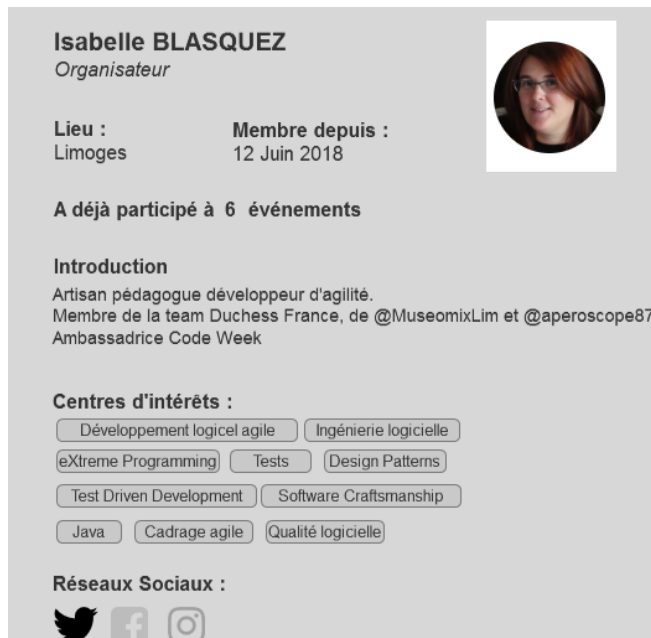 Isabelle BLASQUEZ
Organisateur
Lieu :
Limoges
Membre depuis :
12 Juin 2018
A déjà participé à 6 événements
Introduction
Artisan pédagogue développeur d'agilité.
Membre de la team Duchess France, de @MuseomixLim et @aperoscope87
Ambassadrice Code Week
Centres d'intérêts :
Développement logicel agile Ingénierie logicielle
eXtreme Programming Tests Design Patterns
Test Driven Development Software Craftsmanship
Java Cadrage agile Qualité logicielle
Réseaux Sociaux :